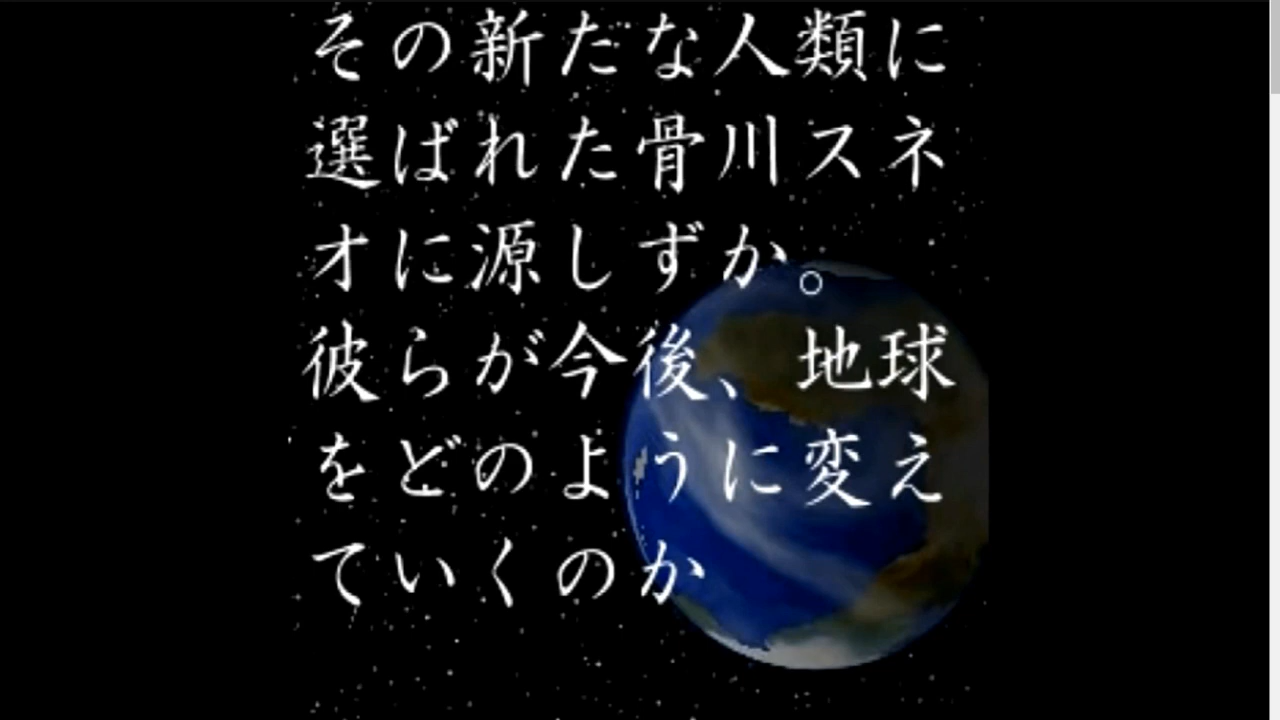 その新だな人類に
選ばれた骨川スネ
オに源しずか。
彼らが今後、地球
をどのように変え
ていくのか